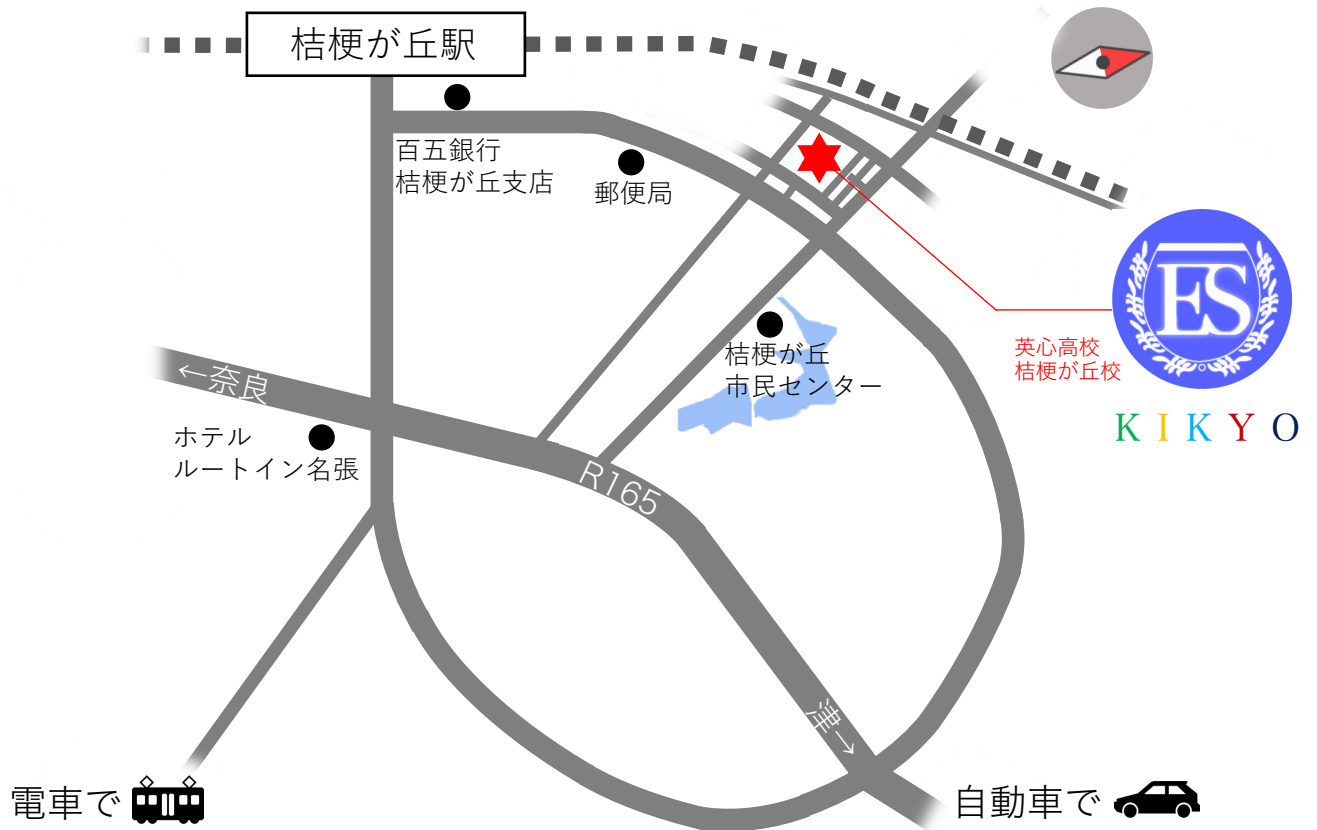 桔梗が丘駅
百五銀行
桔梗が丘支店
郵便局
ES
英心高校
桔梗が丘校
KIKYO
桔梗が丘
市民センター
←奈良
ホテル
ルートイン名張
R165
津→
電車で
自動車で